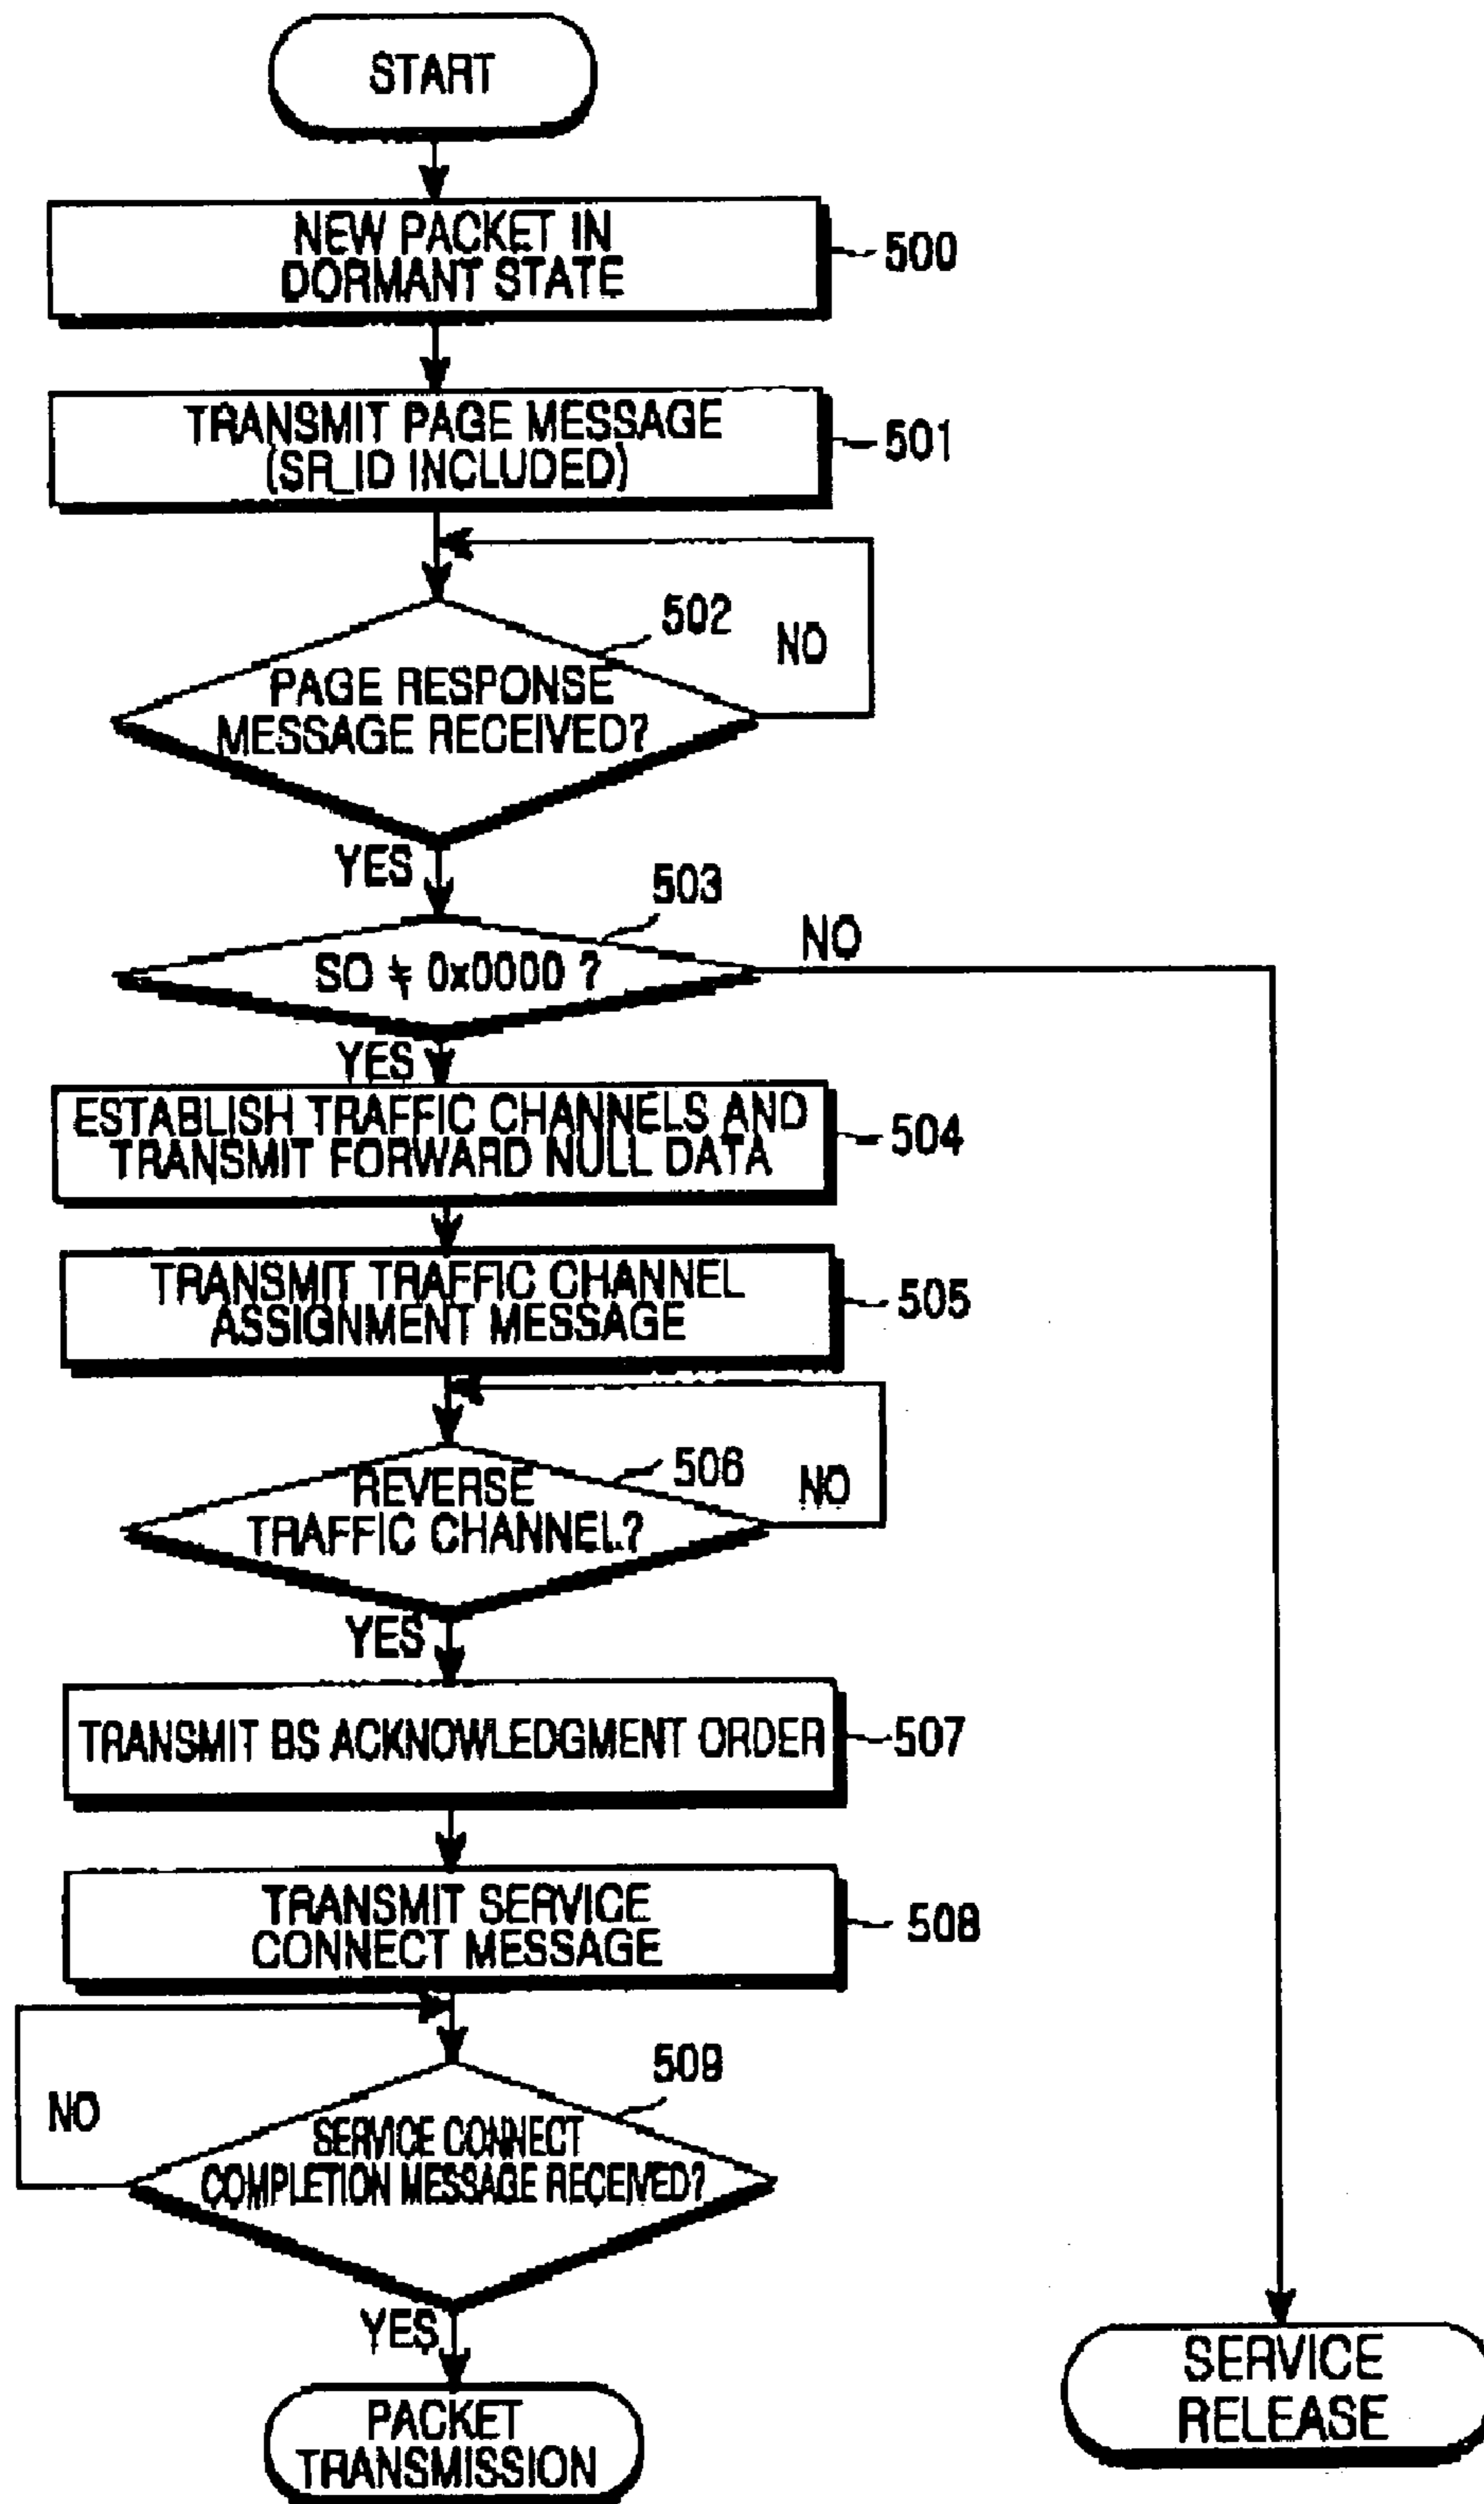 START
NEW PACKET IN
DORMANT STATE
500
TRANSMIT PAGE MESSAGE
(SR_ID INCLUDED)
501
502
NO
PAGE RESPONSE
MESSAGE RECEIVED?
YES
503
NO
SO ≠ 0x0000 ?
YES
ESTABLISH TRAFFIC CHANNELS AND
TRANSMIT FORWARD NULL DATA
504
TRANSMIT TRAFFIC CHANNEL
ASSIGNMENT MESSAGE
505
506
NO
REVERSE
TRAFFIC CHANNEL?
YES
TRANSMIT BS ACKNOWLEDGMENT ORDER
507
TRANSMIT SERVICE
CONNECT MESSAGE
508
509
NO
SERVICE CONNECT
COMPLETION MESSAGE RECEIVED?
YES
SERVICE
RELEASE
PACKET
TRANSMISSION